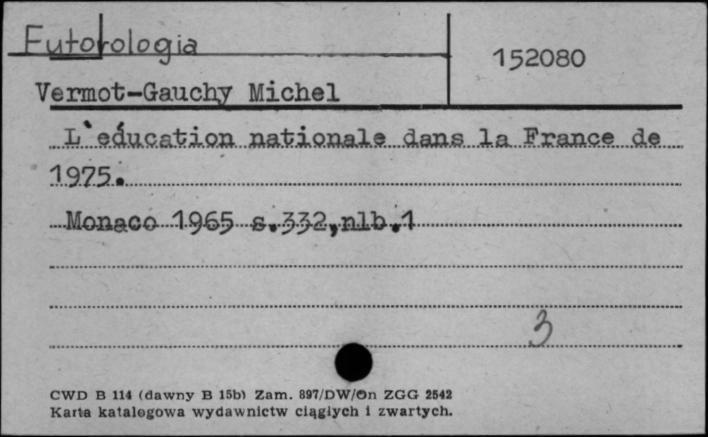 Futorologia
152080
Vermot-Gauchy Michel
L`éducation nationale dans la France de
1975.
Monaco 1965 s.332,nlb.1
3
CWD B 114 (dawny B 15b) Zam. 897/DW/On ZGG 2542
Karta katalogowa wydawnictw ciągłych i zwartych.